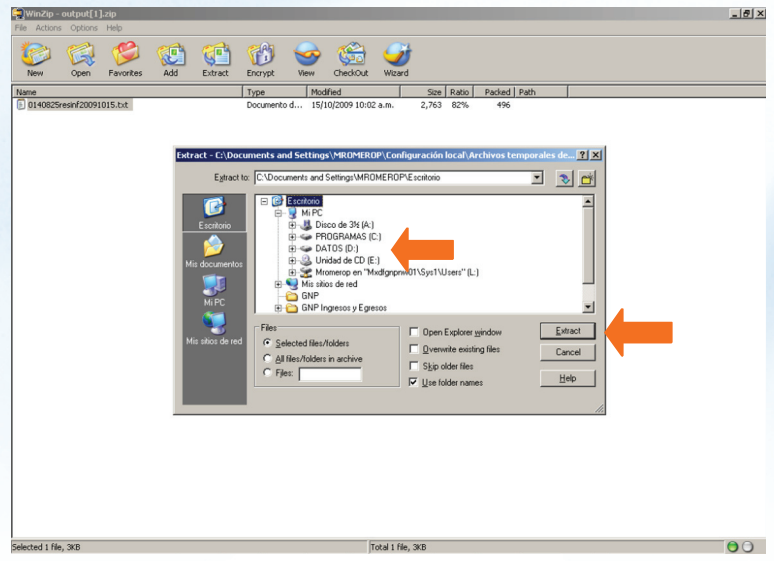 WinZip - output[1].zip
File Actions Options Help
New Open Favorites Add Extract Encrypt View CheckOut Wizard
Name Type Modified Size Ratio Packed Path
0140825resinf20091015.txt Documento d... 15/10/2009 10:02 a.m. 2,763 82% 496
Extract - C:\Documents and Settings\MROMEROP\Configuración local\Archivos temporales de...
Extract to: C:\Documents and Settings\MROMEROP\Escritorio
Escritorio
Mis documentos
Mi PC
Mis sitios de red
Escritorio
Mi PC
Disco de 3½ (A:)
PROGRAMAS (C:)
DATOS (D:)
Unidad de CD (E:)
Mromerop en "Mxdfgnprw01\Sys1\Users" (L:)
Mis sitios de red
GNP
GNP Ingresos y Egresos
Files
Selected files/folders
All files/folders in archive
Files:
Open Explorer window
Overwrite existing files
Skip older files
Use folder names
Extract
Cancel
Help
Selected 1 file, 3KB Total 1 file, 3KB